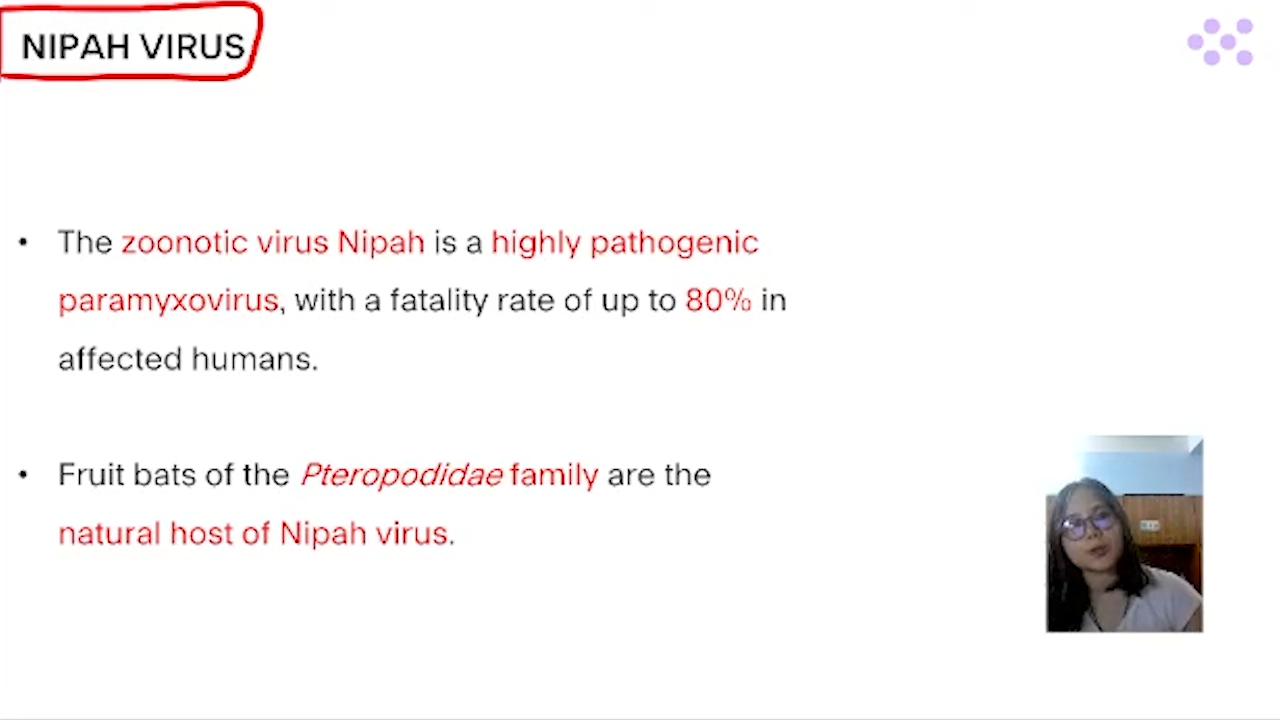 NIPAH VIRUS
• The zoonotic virus Nipah is a highly pathogenic
paramyxovirus, with a fatality rate of up to 80% in
affected humans.
• Fruit bats of the Pteropodidae family are the
natural host of Nipah virus.